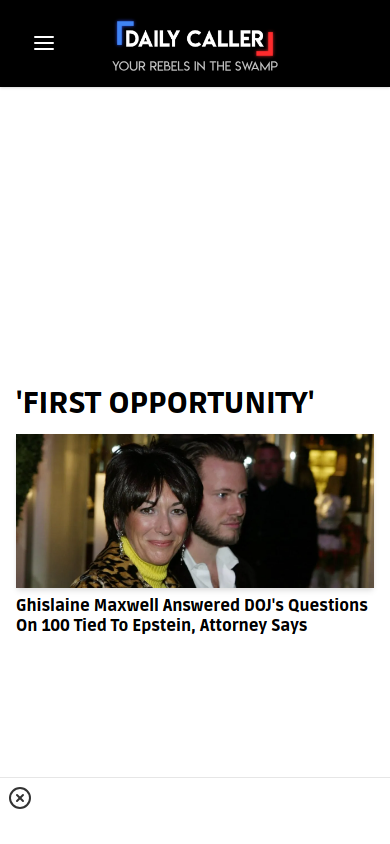 DAILY CALLER
YOUR REBELS IN THE SWAMP
'FIRST OPPORTUNITY'
Ghislaine Maxwell Answered DOJ's Questions
On 100 Tied To Epstein, Attorney Says